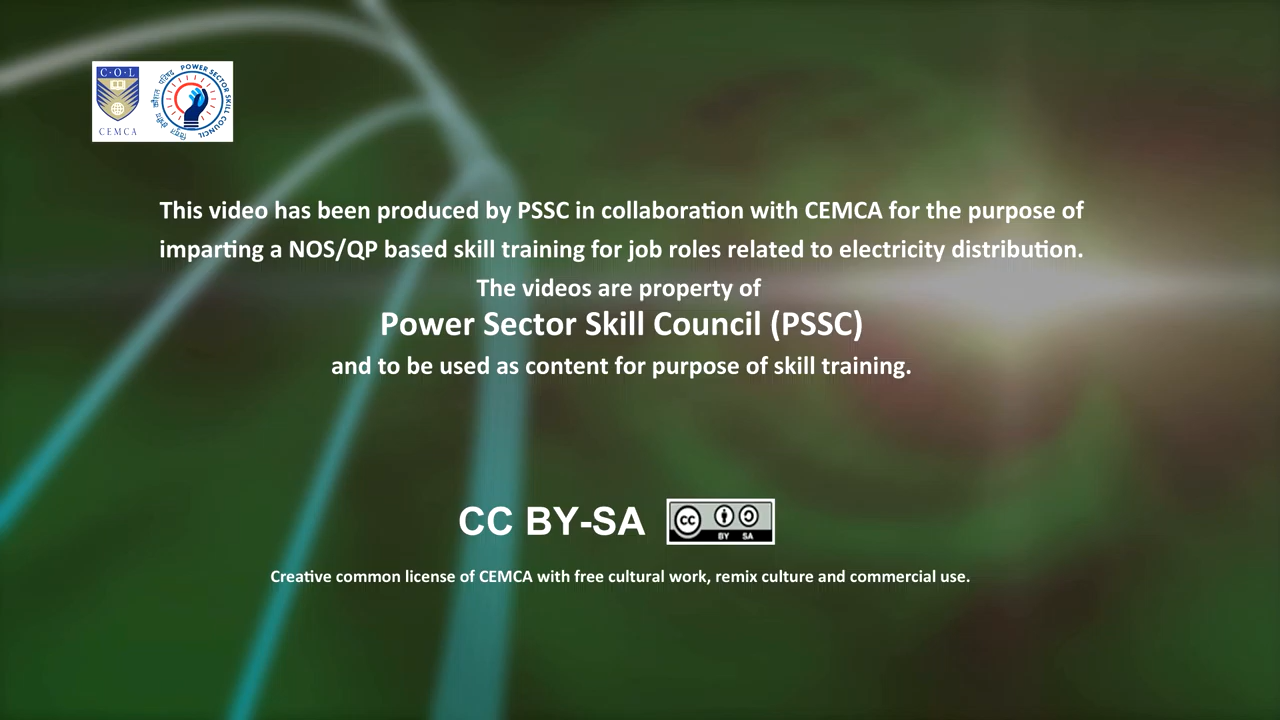 C·O·L
CEMCA
POWER SECTOR SKILL COUNCIL
This video has been produced by PSSC in collaboration with CEMCA for the purpose of
imparting a NOS/QP based skill training for job roles related to electricity distribution.
The videos are property of
Power Sector Skill Council (PSSC)
and to be used as content for purpose of skill training.
CC BY-SA
CC
BY SA
Creative common license of CEMCA with free cultural work, remix culture and commercial use.